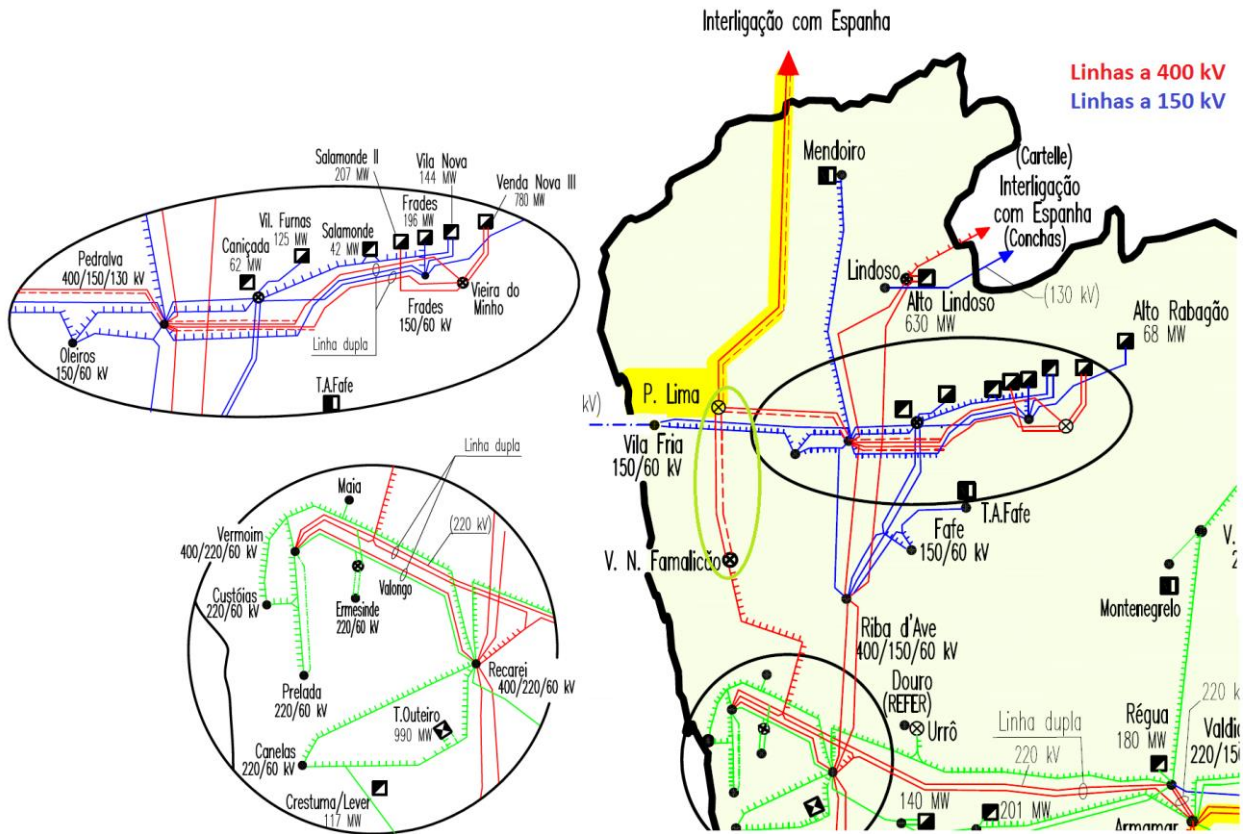 Interligação com Espanha
Linhas a 400 kV
Linhas a 150 kV
Salamonde II
207 MW
Vila Nova
144 MW
Venda Nova III
780 MW
Frades
196 MW
Vil. Furnas
125 MW
Salamonde
42 MW
Caniçada
62 MW
Pedralva
400/150/130 kV
Vieira do
Minho
Frades
150/60 kV
Linha dupla
Oleiros
150/60 kV
T.A.Fafe
Mendoiro
(Cartelle)
Interligação
com Espanha
(Conchas)
Lindoso
Alto Lindoso
630 MW
(130 kV)
Alto Rabagão
68 MW
P. Lima
kV)
Vila Fria
150/60 kV
T.A.Fafe
Fafe
150/60 kV
V. N. Famalicão
Riba d'Ave
400/150/60 kV
Montenegrelo
V.
2
Linha dupla
Maia
Vermoim
400/220/60 kV
(220 kV)
Valongo
Custóias
220/60 kV
Ermesinde
220/60 kV
Recarei
400/220/60 kV
Prelada
220/60 kV
T.Outeiro
990 MW
Canelas
220/60 kV
Crestuma/Lever
117 MW
Douro
(REFER)
Urrô
Linha dupla
220 kV
Régua
180 MW
220 k
Valdi
220/15
140 MW
201 MW
Armamar